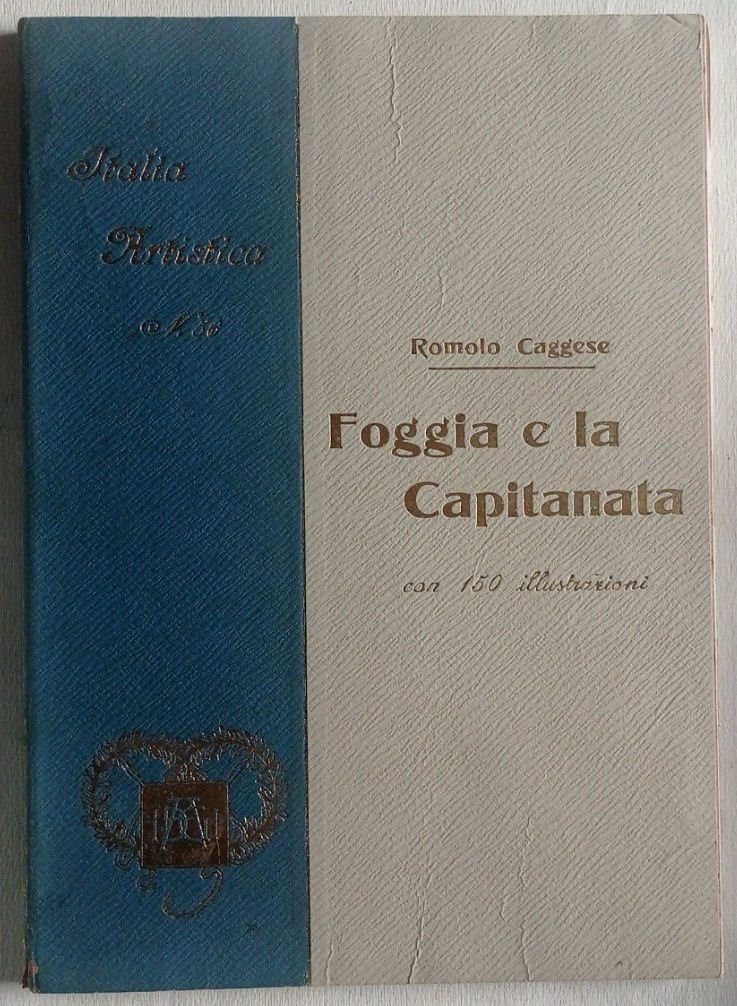 Italia
Artistica
N. 56
Romolo Caggese
Foggia e la
Capitanata
con 150 illustrazioni